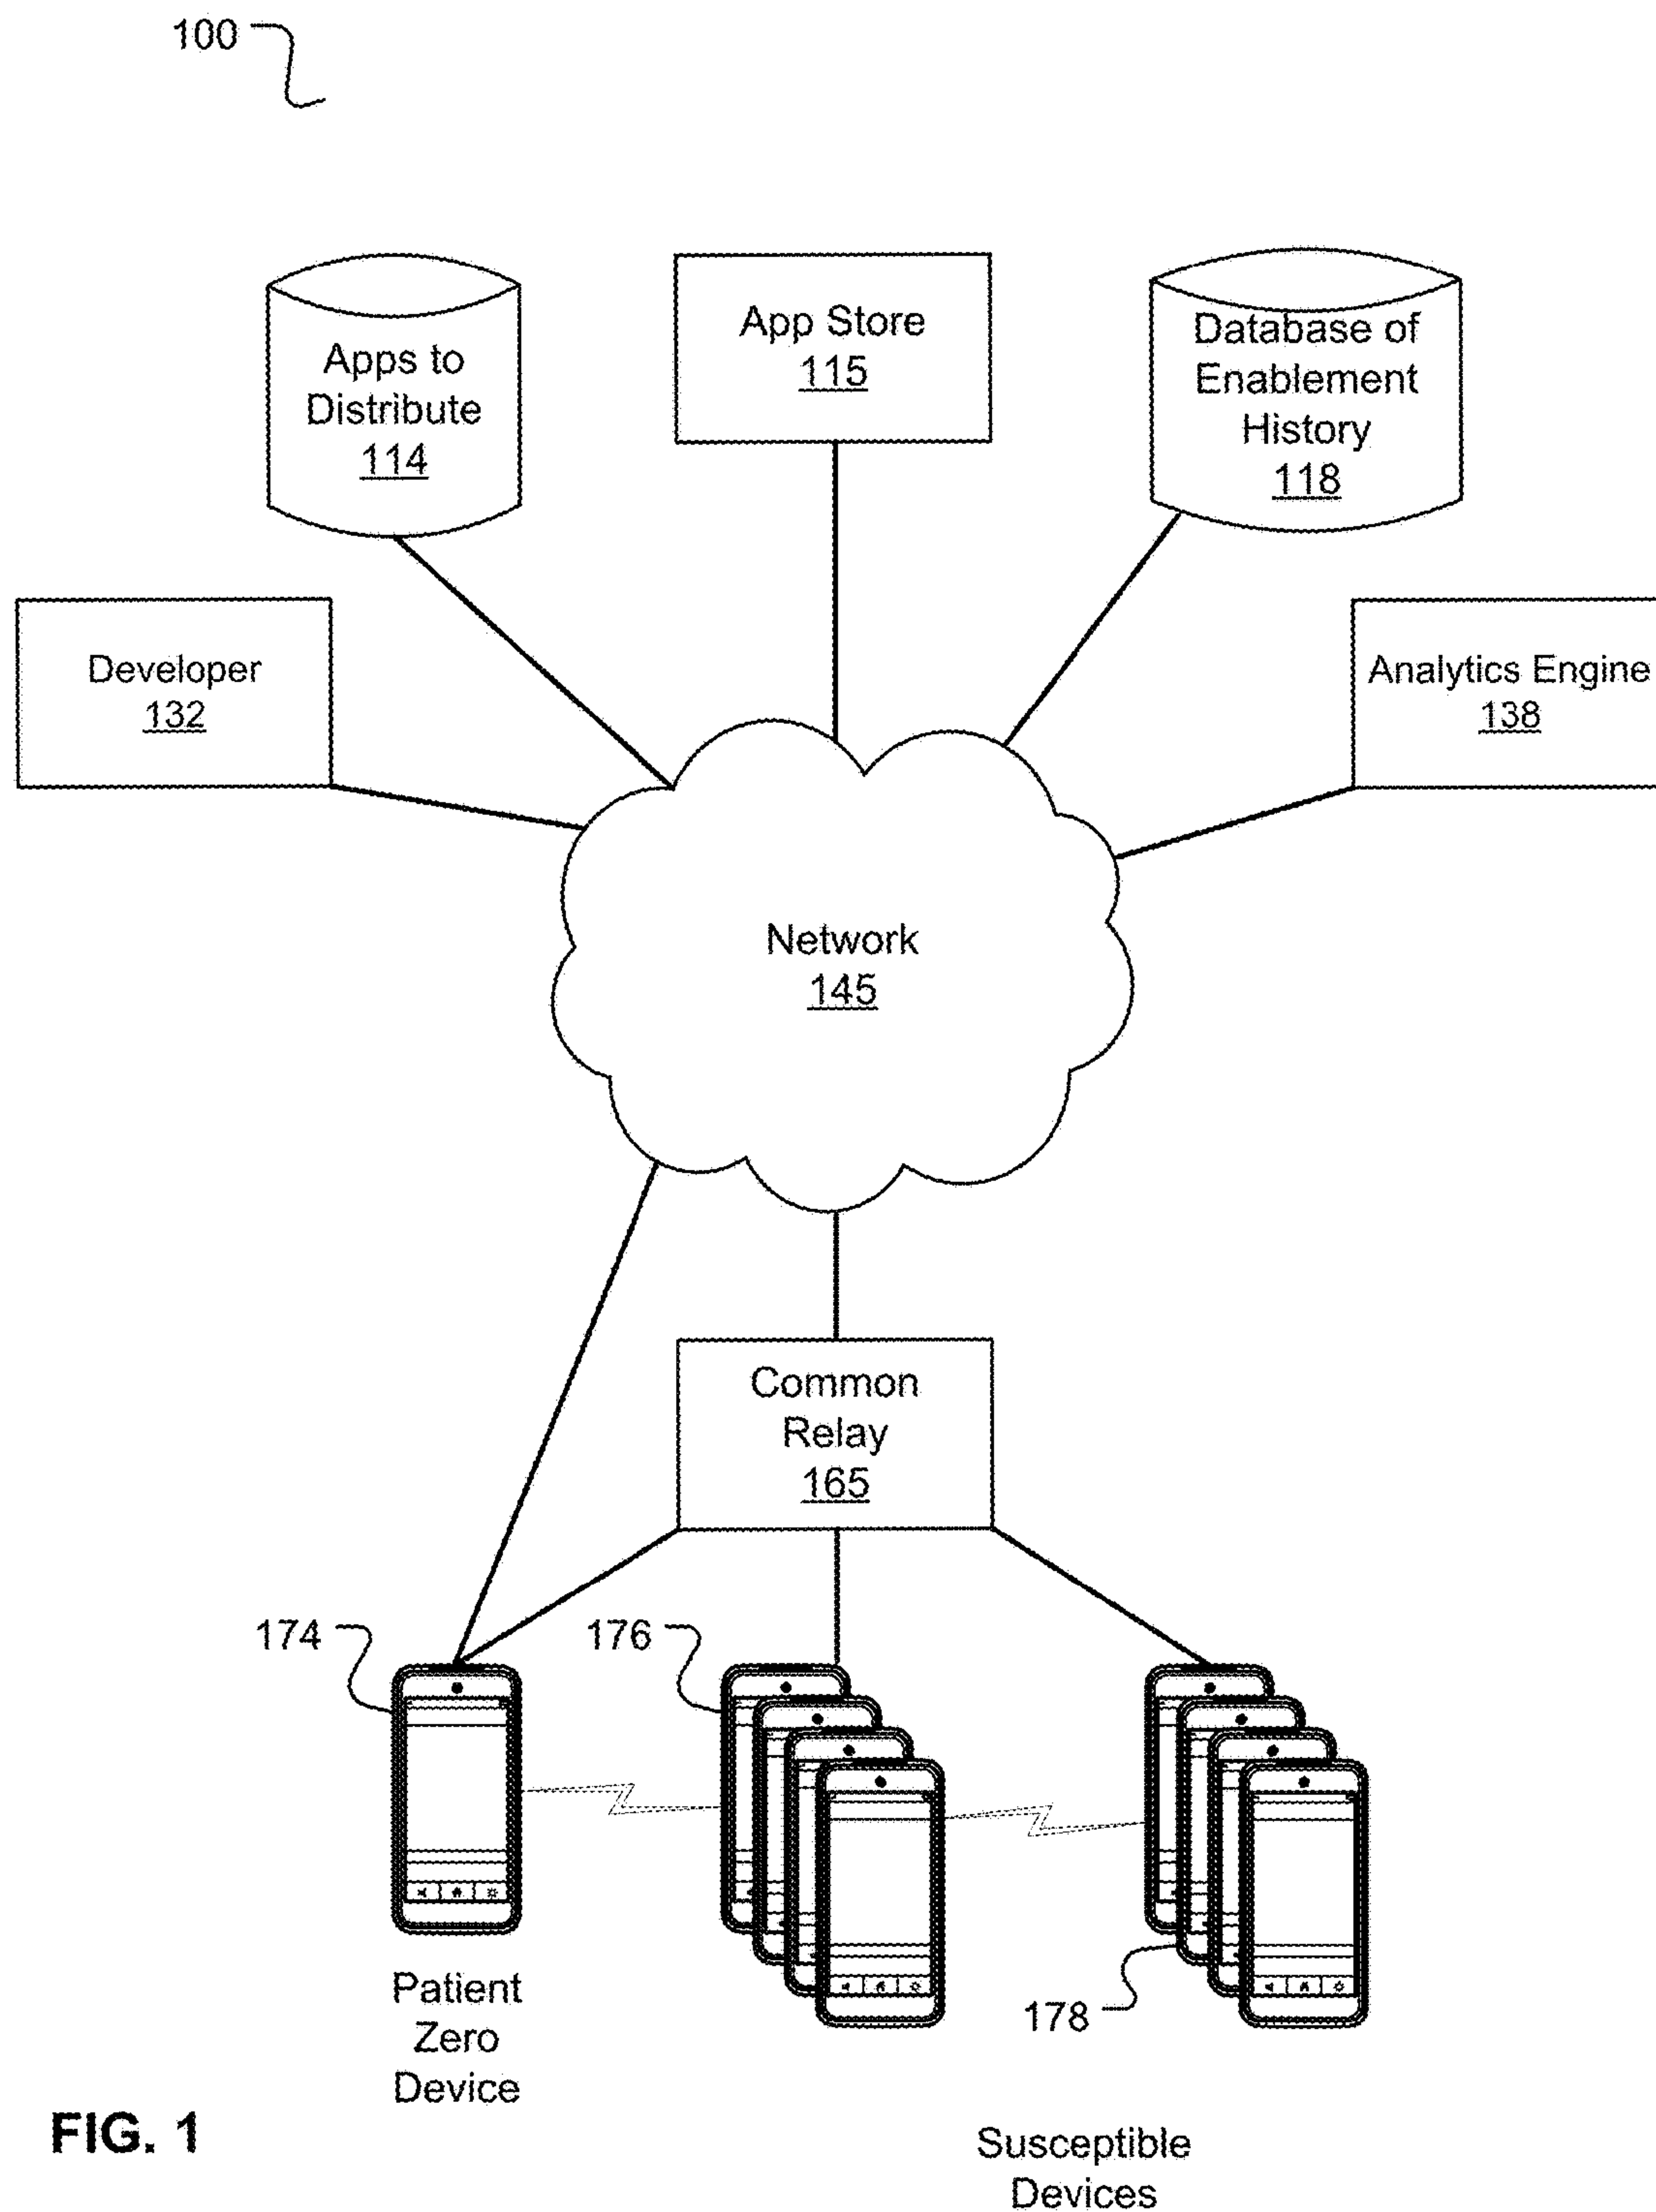 100
Apps to
Distribute
114
App Store
115
Database of
Enablement
History
118
Developer
132
Analytics Engine
138
Network
145
Common
Relay
165
174
176
178
Patient
Zero
Device
Susceptible
Devices
FIG. 1